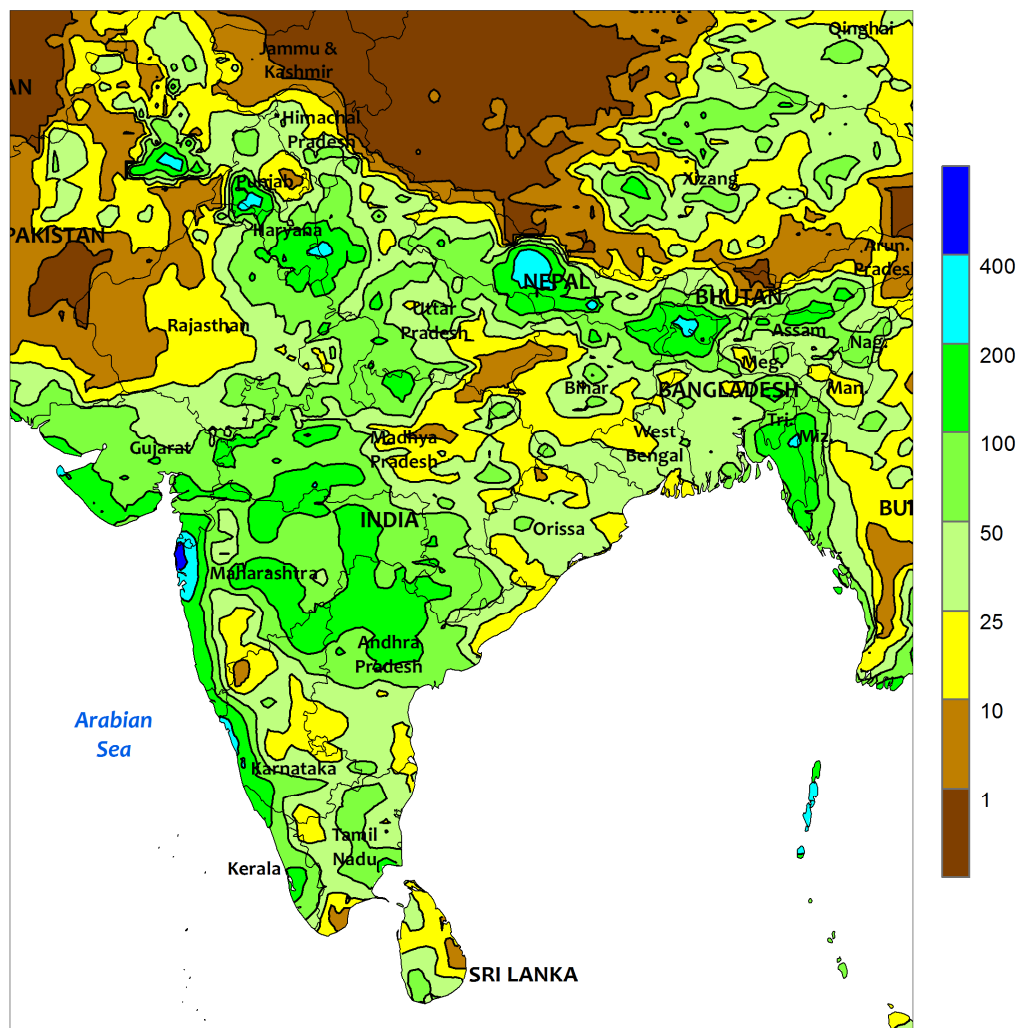 Qinghai
Jammu &
Kashmir
Himachal
Pradesh
Xizang
Punjab
Haryana
PAKISTAN
Arun.
Pradesh
NEPAL
BHUTAN
400
Uttar
Pradesh
Rajasthan
Assam
Nag.
200
Meg.
Bihar
BANGLADESH
Man.
Tri.
Miz.
Madhya
Pradesh
Gujarat
West
Bengal
100
INDIA
Orissa
50
Maharashtra
Andhra
Pradesh
25
Arabian
Sea
10
Karnataka
1
Tamil
Nadu
Kerala
SRI LANKA